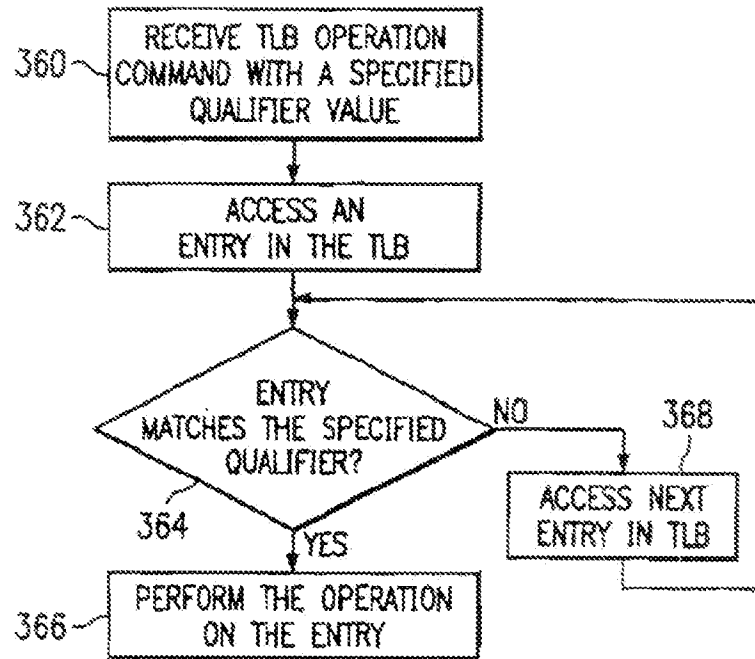 360
RECEIVE TLB OPERATION
COMMAND WITH A SPECIFIED
QUALIFIER VALUE
362
ACCESS AN
ENTRY IN THE TLB
ENTRY
MATCHES THE SPECIFIED
QUALIFIER?
364
NO
368
ACCESS NEXT
ENTRY IN TLB
YES
366
PERFORM THE OPERATION
ON THE ENTRY